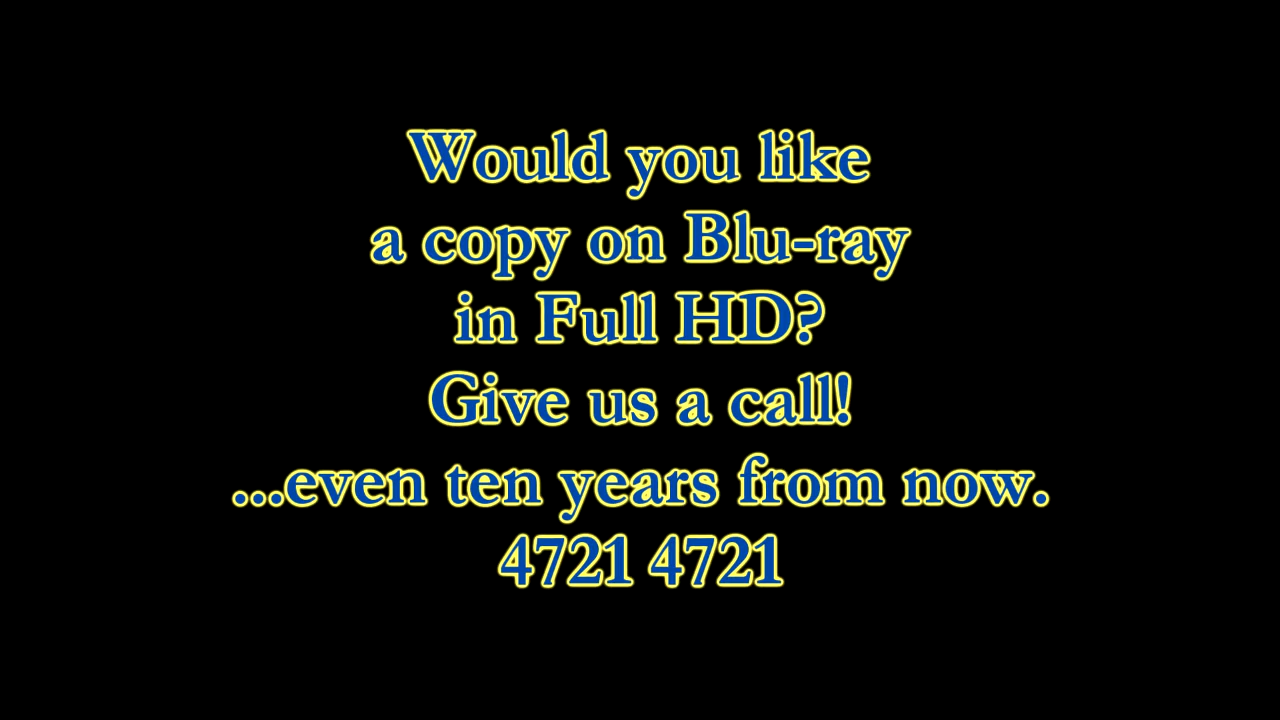 Would you like
a copy on Blu-ray
in Full HD?
Give us a call!
...even ten years from now.
4721 4721